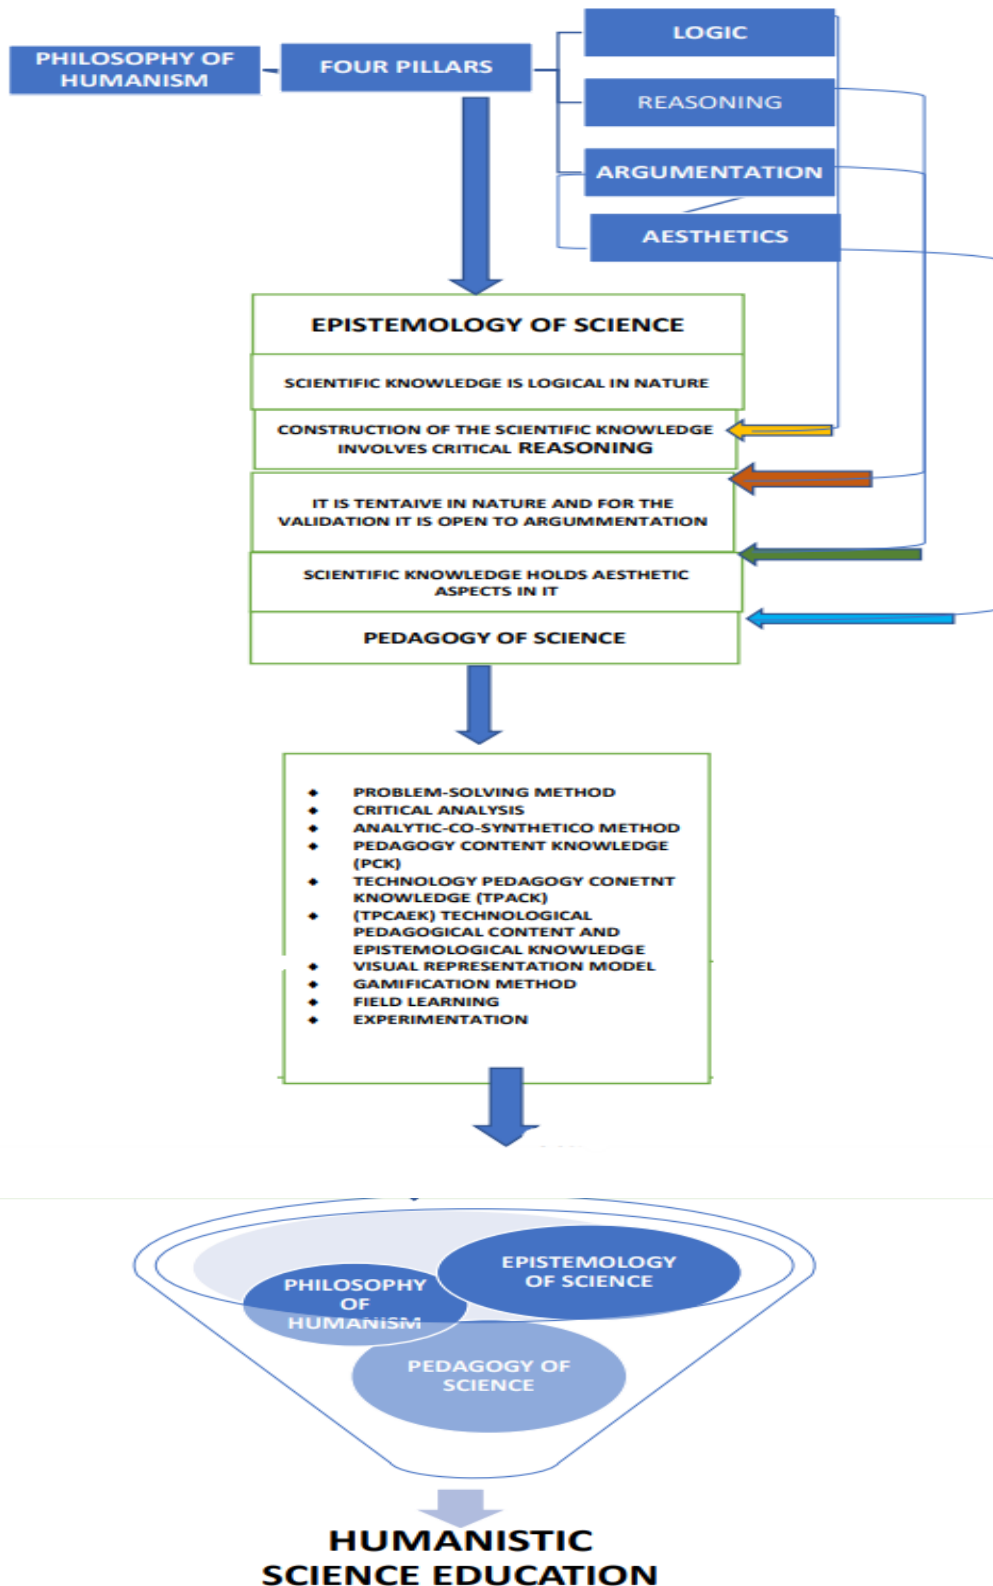 PHILOSOPHY OF
HUMANISM
FOUR PILLARS
LOGIC
REASONING
ARGUMENTATION
AESTHETICS
EPISTEMOLOGY OF SCIENCE
SCIENTIFIC KNOWLEDGE IS LOGICAL IN NATURE
CONSTRUCTION OF THE SCIENTIFIC KNOWLEDGE
INVOLVES CRITICAL REASONING
IT IS TENTAIVE IN NATURE AND FOR THE
VALIDATION IT IS OPEN TO ARGUMMENTATION
SCIENTIFIC KNOWLEDGE HOLDS AESTHETIC
ASPECTS IN IT
PEDAGOGY OF SCIENCE
◆ PROBLEM-SOLVING METHOD
◆ CRITICAL ANALYSIS
◆ ANALYTIC-CO-SYNTHETICO METHOD
◆ PEDAGOGY CONTENT KNOWLEDGE
(PCK)
◆ TECHNOLOGY PEDAGOGY CONETNT
KNOWLEDGE (TPACK)
◆ (TPCAEK) TECHNOLOGICAL
PEDAGOGICAL CONTENT AND
EPISTEMOLOGICAL KNOWLEDGE
◆ VISUAL REPRESENTATION MODEL
◆ GAMIFICATION METHOD
◆ FIELD LEARNING
◆ EXPERIMENTATION
EPISTEMOLOGY
OF SCIENCE
PHILOSOPHY
OF
HUMANISM
PEDAGOGY OF
SCIENCE
HUMANISTIC
SCIENCE EDUCATION